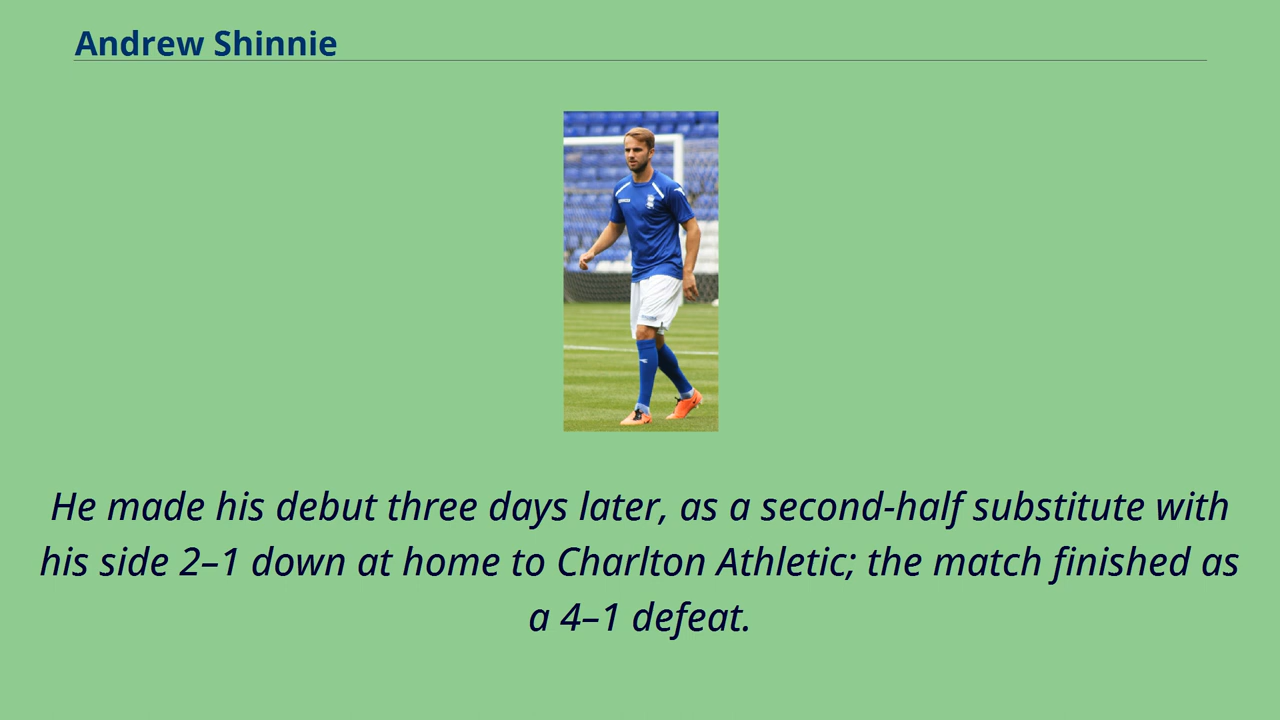 Andrew Shinnie
He made his debut three days later, as a second-half substitute with
his side 2–1 down at home to Charlton Athletic; the match finished as
a 4–1 defeat.